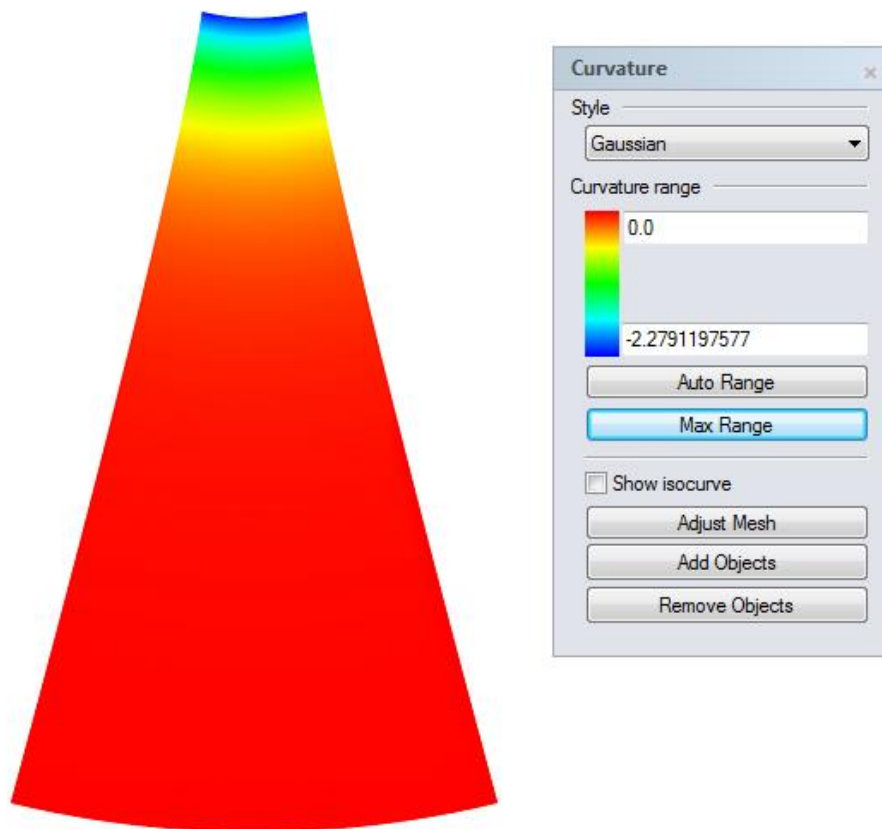 Curvature
Style
Gaussian
Curvature range
0.0
-2.2791197577
Auto Range
Max Range
Show isocurve
Adjust Mesh
Add Objects
Remove Objects